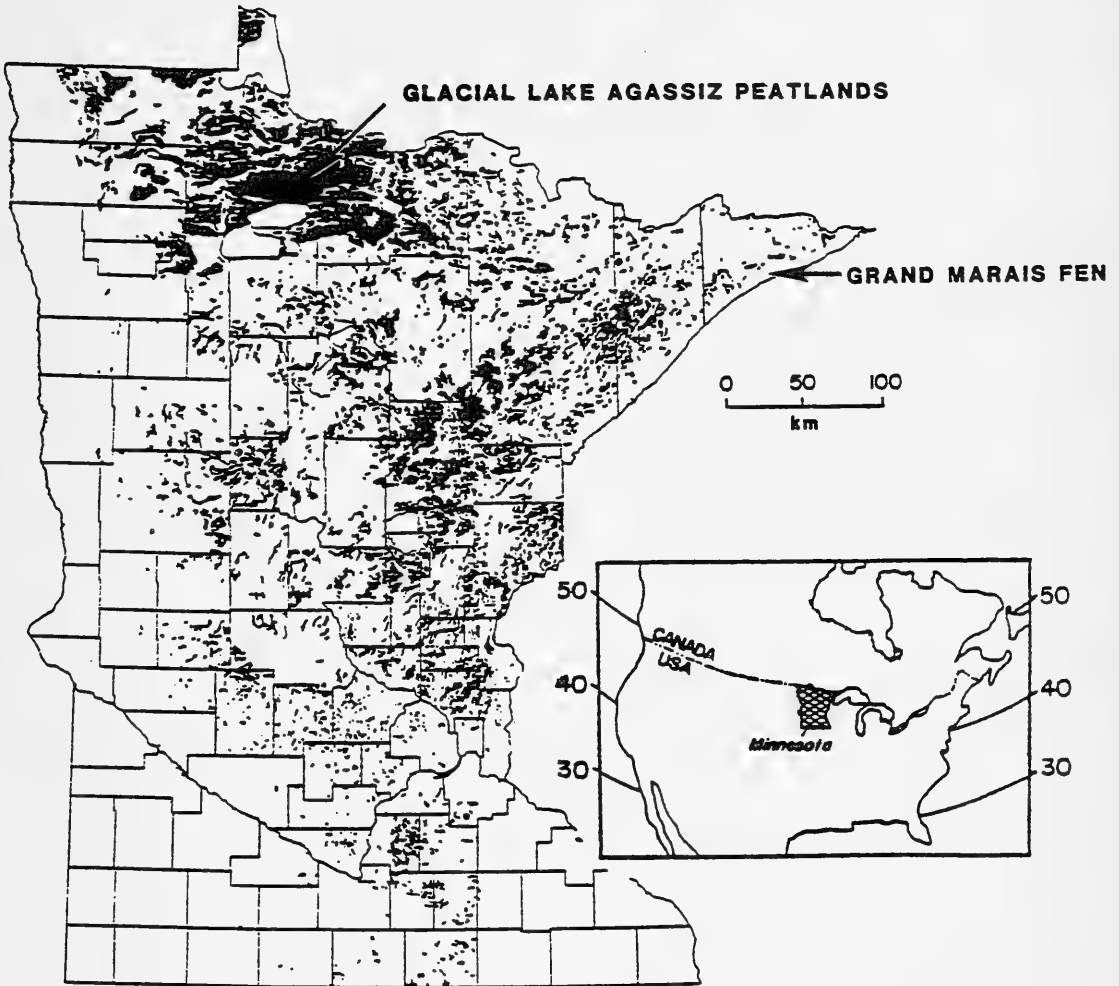 GLACIAL LAKE AGASSIZ PEATLANDS
GRAND MARAIS FEN
0 50 100
km
50
50
CANADA
USA
40
40
Minnesota
30
30